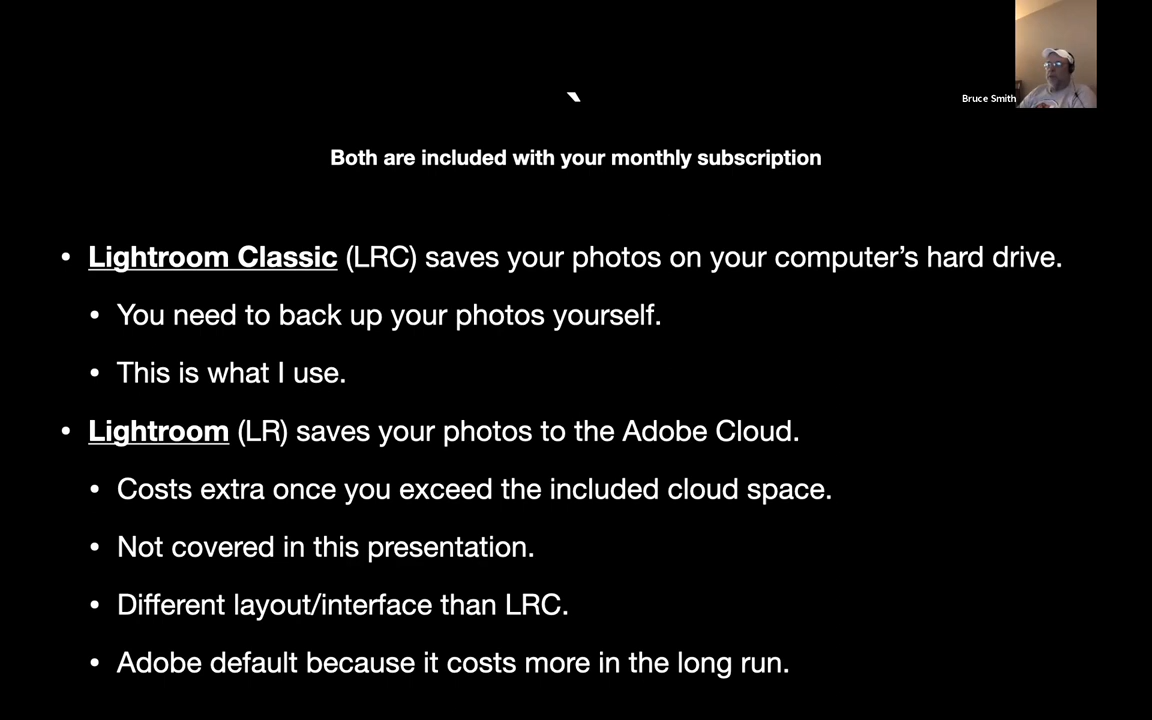 `
Bruce Smith
Both are included with your monthly subscription
• Lightroom Classic (LRC) saves your photos on your computer’s hard drive.
• You need to back up your photos yourself.
• This is what I use.
• Lightroom (LR) saves your photos to the Adobe Cloud.
• Costs extra once you exceed the included cloud space.
• Not covered in this presentation.
• Different layout/interface than LRC.
• Adobe default because it costs more in the long run.